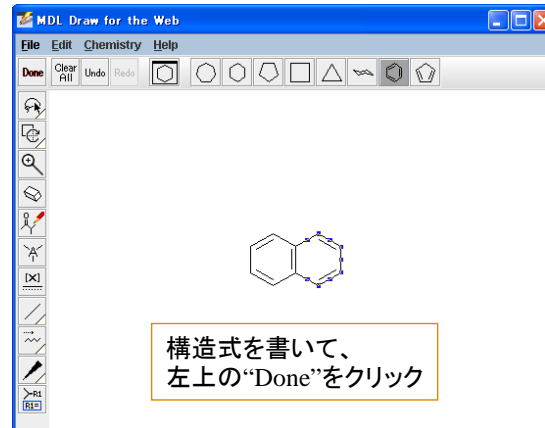 MDL Draw for the Web
File Edit Chemistry Help
Done Clear All Undo Redo
A
[X]
R1
R1=
構造式を書いて、
左上の“Done”をクリック